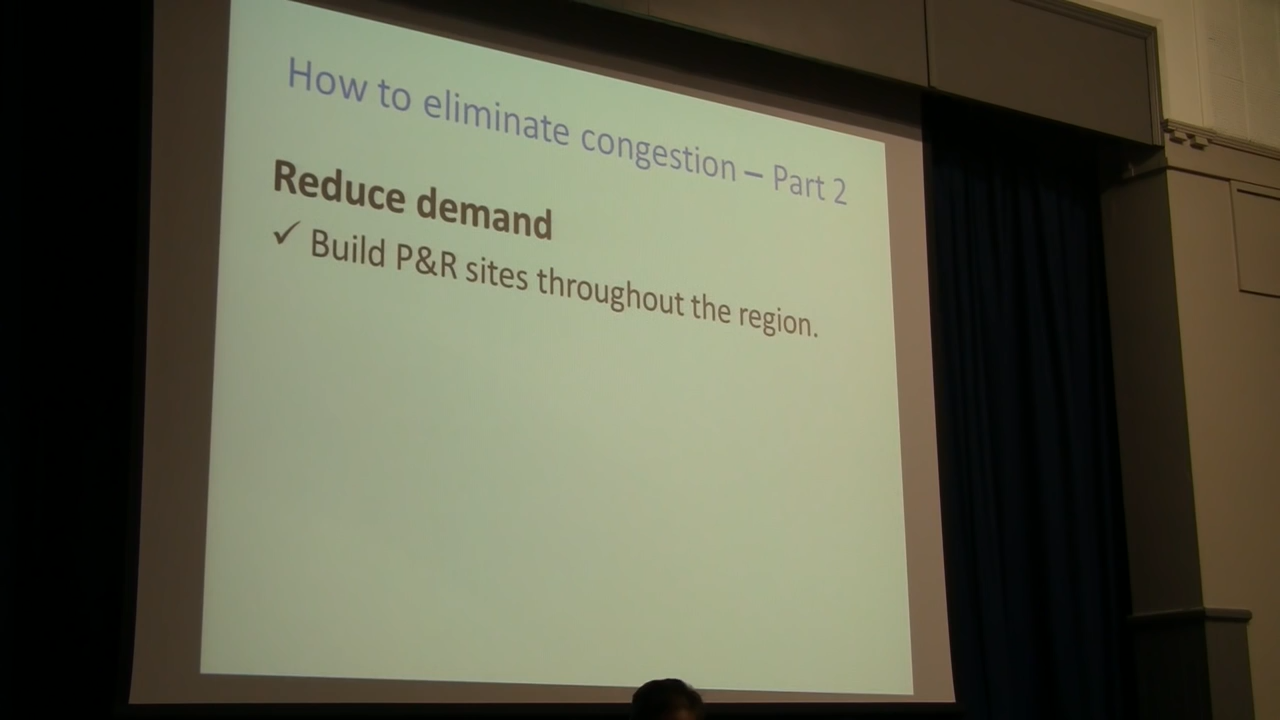 How to eliminate congestion – Part 2
Reduce demand
✓ Build P&R sites throughout the region.